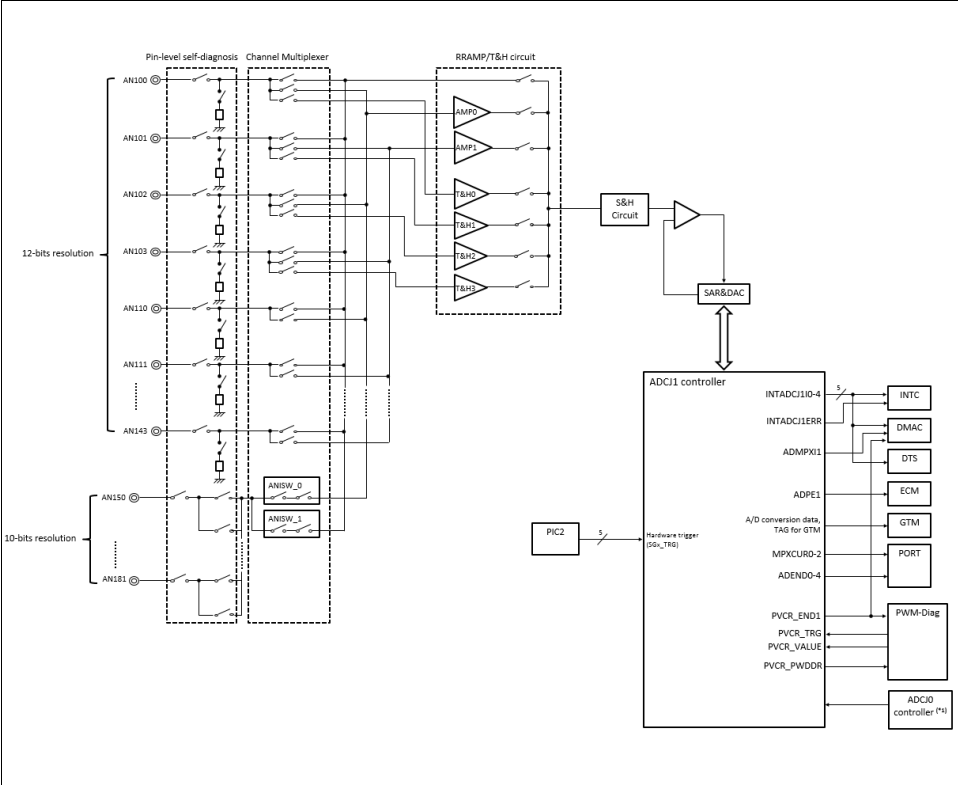 Pin-level self-diagnosis
Channel Multiplexer
RRAMP/T&H circuit
AN100
AN101
AN102
AN103
AN110
AN111
AN143
AN150
AN181
12-bits resolution
10-bits resolution
ANISW_0
ANISW_1
AMP0
AMP1
T&H0
T&H1
T&H2
T&H3
S&H
Circuit
SAR&DAC
PIC2
5
ADCJ1 controller
Hardware trigger
(SGx_TRG)
INTADCJ1I0-4
5
INTADCJ1ERR
ADMPXI1
ADPE1
A/D conversion data,
TAG for GTM
MPXCUR0-2
ADEND0-4
PVCR_END1
PVCR_TRG
PVCR_VALUE
PVCR_PWDDR
INTC
DMAC
DTS
ECM
GTM
PORT
PWM-Diag
ADCJ0
controller (*1)